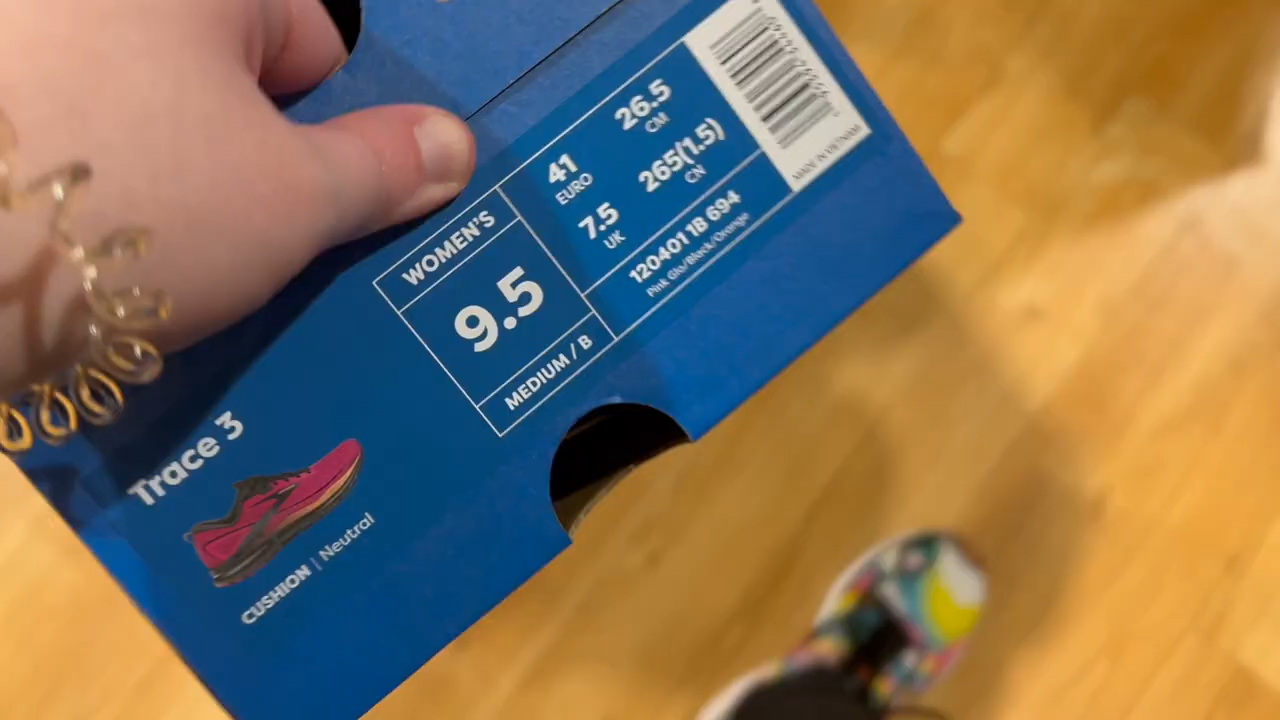 WOMEN'S
9.5
MEDIUM / B
41
EURO
26.5
CM
7.5
UK
265(1.5)
CN
120401 1B 694
Pink Glo/Black/Orange
MADE IN VIETNAM
Trace 3
CUSHION | Neutral